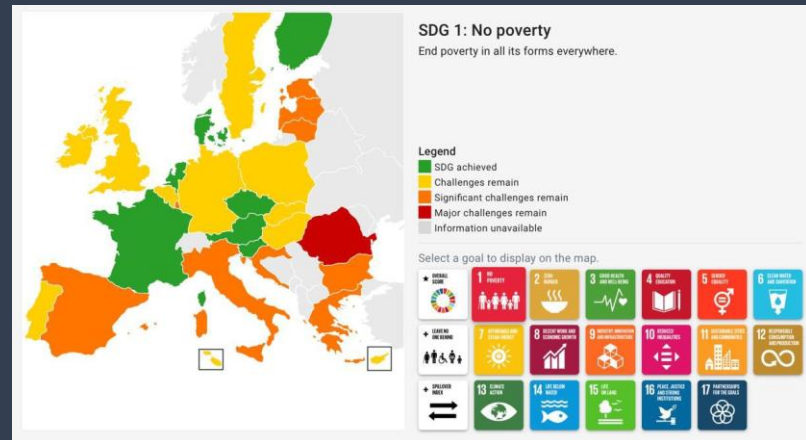 SDG 1: No poverty
End poverty in all its forms everywhere.
Legend
SDG achieved
Challenges remain
Significant challenges remain
Major challenges remain
Information unavailable
Select a goal to display on the map.
OVERALL SCORE
1 NO POVERTY
2 ZERO HUNGER
3 GOOD HEALTH AND WELL-BEING
4 QUALITY EDUCATION
5 GENDER EQUALITY
6 CLEAN WATER AND SANITATION
LEAVE NO ONE BEHIND
7 AFFORDABLE AND CLEAN ENERGY
8 DECENT WORK AND ECONOMIC GROWTH
9 INDUSTRY, INNOVATION AND INFRASTRUCTURE
10 REDUCED INEQUALITIES
11 SUSTAINABLE CITIES AND COMMUNITIES
12 RESPONSIBLE CONSUMPTION AND PRODUCTION
SPILLOVER INDEX
13 CLIMATE ACTION
14 LIFE BELOW WATER
15 LIFE ON LAND
16 PEACE, JUSTICE AND STRONG INSTITUTIONS
17 PARTNERSHIPS FOR THE GOALS